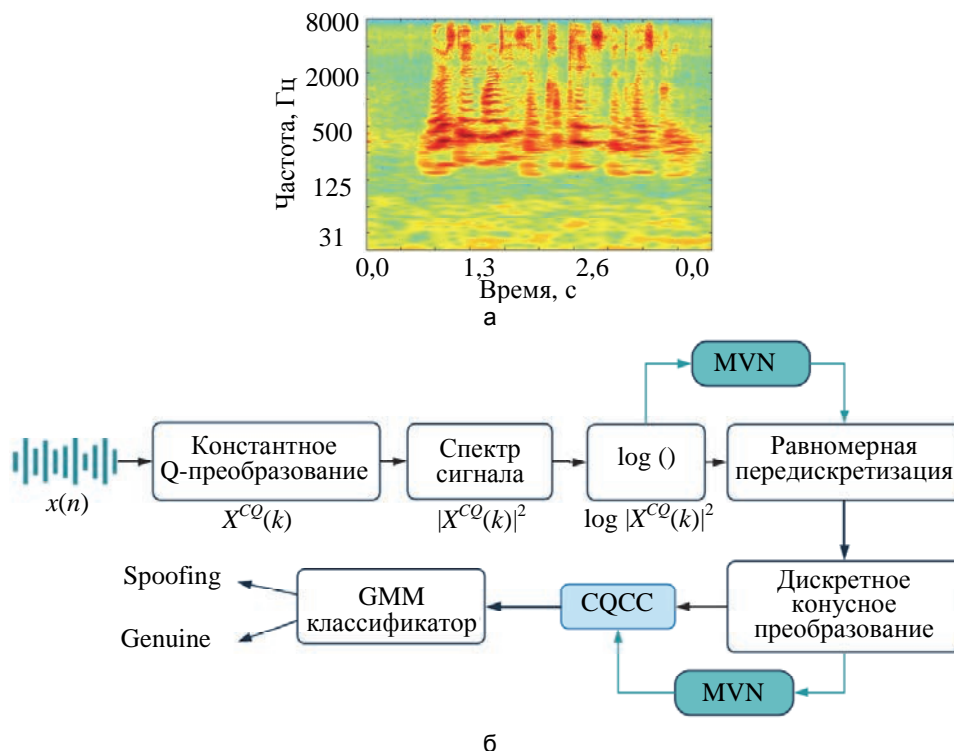 8000
2000
500
125
31
Частота, Гц
0,0 1,3 2,6 0,0
Время, с
а
MVN
x(n)
Константное
Q-преобразование
X^{CQ}(k)
Спектр
сигнала
|X^{CQ}(k)|^2
log ()
log |X^{CQ}(k)|^2
Равномерная
передискретизация
Дискретное
конусное
преобразование
MVN
CQCC
GMM
классификатор
Spoofing
Genuine
б